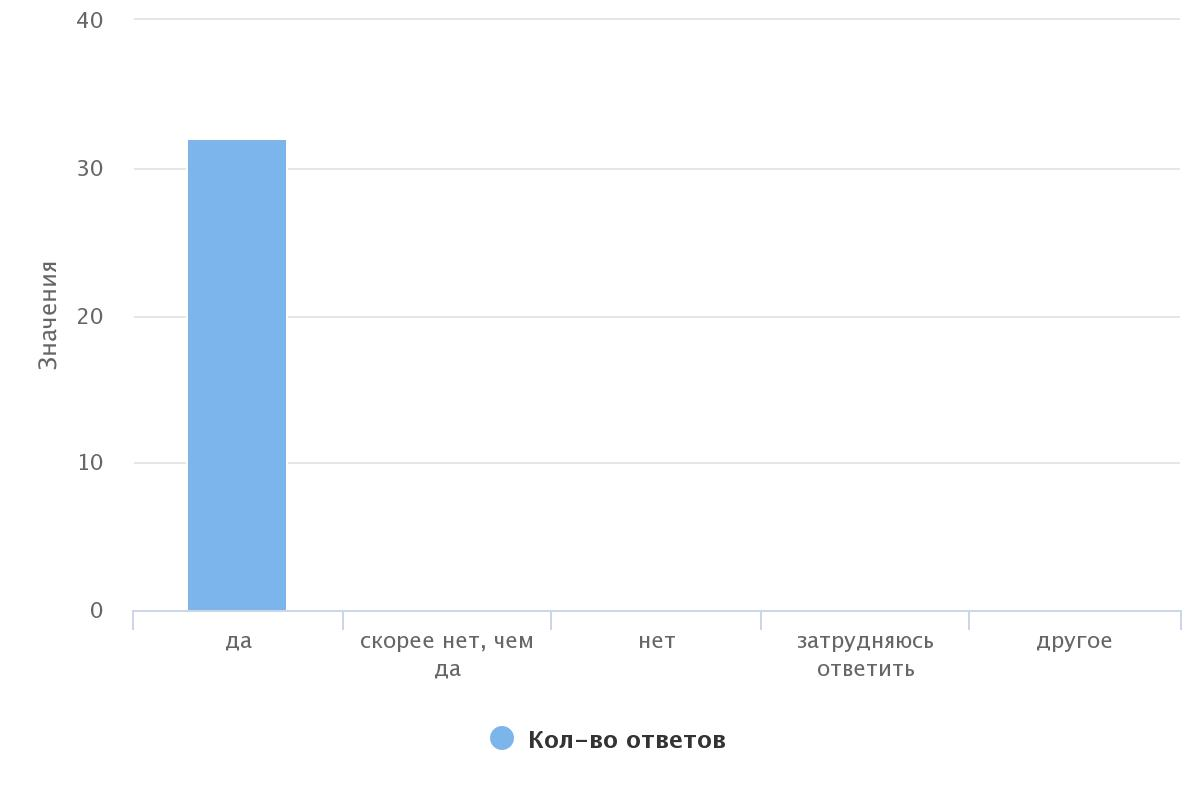 40
30
20
10
0
Значения
да
скорее нет, чем
да
нет
затрудняюсь
ответить
другое
Кол-во ответов